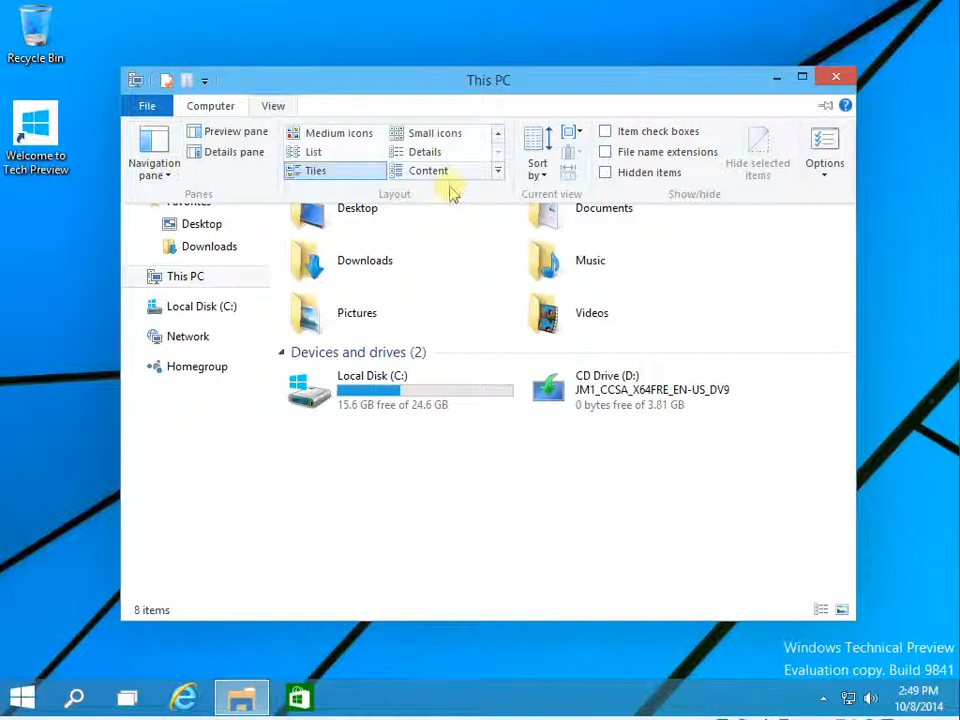 Recycle Bin
Welcome to
Tech Preview
This PC
File
Computer
View
Navigation
pane
Preview pane
Details pane
Panes
Medium icons
Small icons
List
Details
Tiles
Content
Layout
Sort
by
Current view
Item check boxes
File name extensions
Hidden items
Show/hide
Hide selected
items
Options
Desktop
Downloads
This PC
Local Disk (C:)
Network
Homegroup
Desktop
Documents
Downloads
Music
Pictures
Videos
Devices and drives (2)
Local Disk (C:)
15.6 GB free of 24.6 GB
CD Drive (D:)
JM1_CCSA_X64FRE_EN-US_DV9
0 bytes free of 3.81 GB
8 items
Windows Technical Preview
Evaluation copy. Build 9841
2:49 PM
10/8/2014